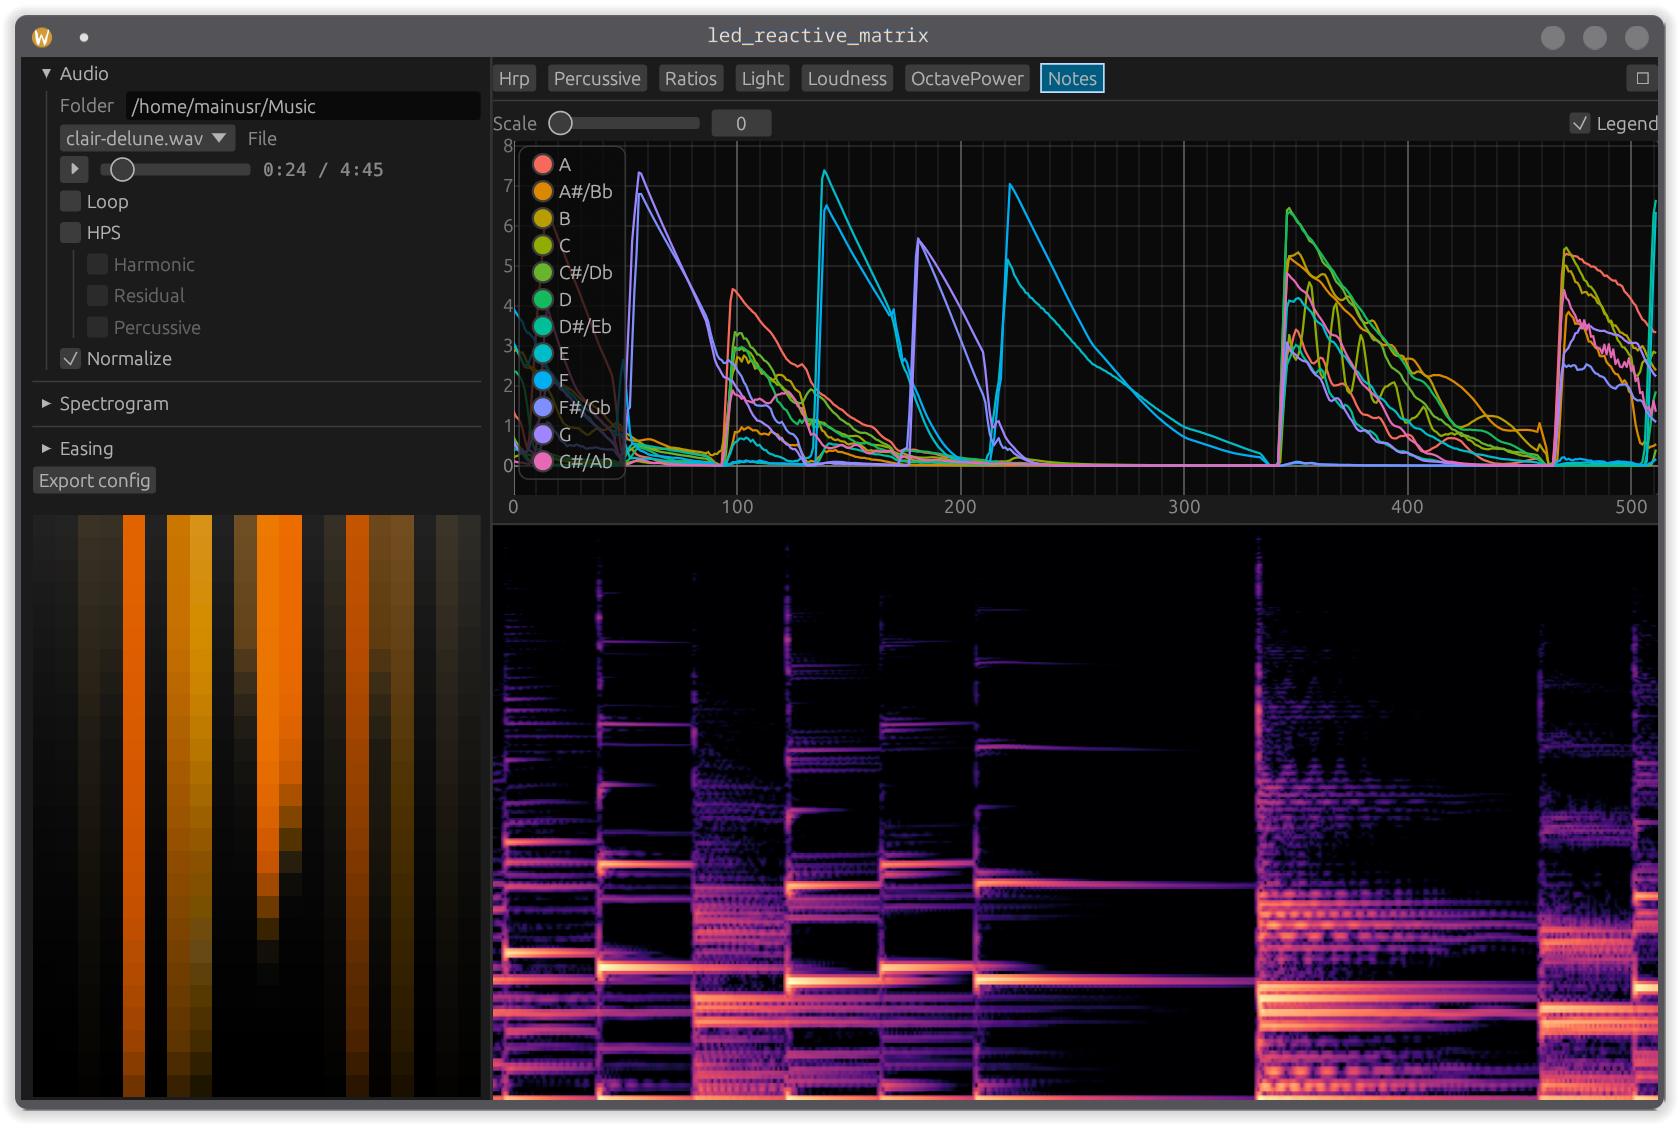 W led_reactive_matrix
Audio
Folder /home/mainusr/Music
clair-delune.wav File
0:24 / 4:45
Loop
HPS
Harmonic
Residual
Percussive
Normalize
Spectrogram
Easing
Export config
Hrp Percussive Ratios Light Loudness OctavePower Notes
Scale 0 Legend
8
7
6
5
4
3
2
1
0
A
A#/Bb
B
C
C#/Db
D
D#/Eb
E
F
F#/Gb
G
G#/Ab
0 100 200 300 400 500